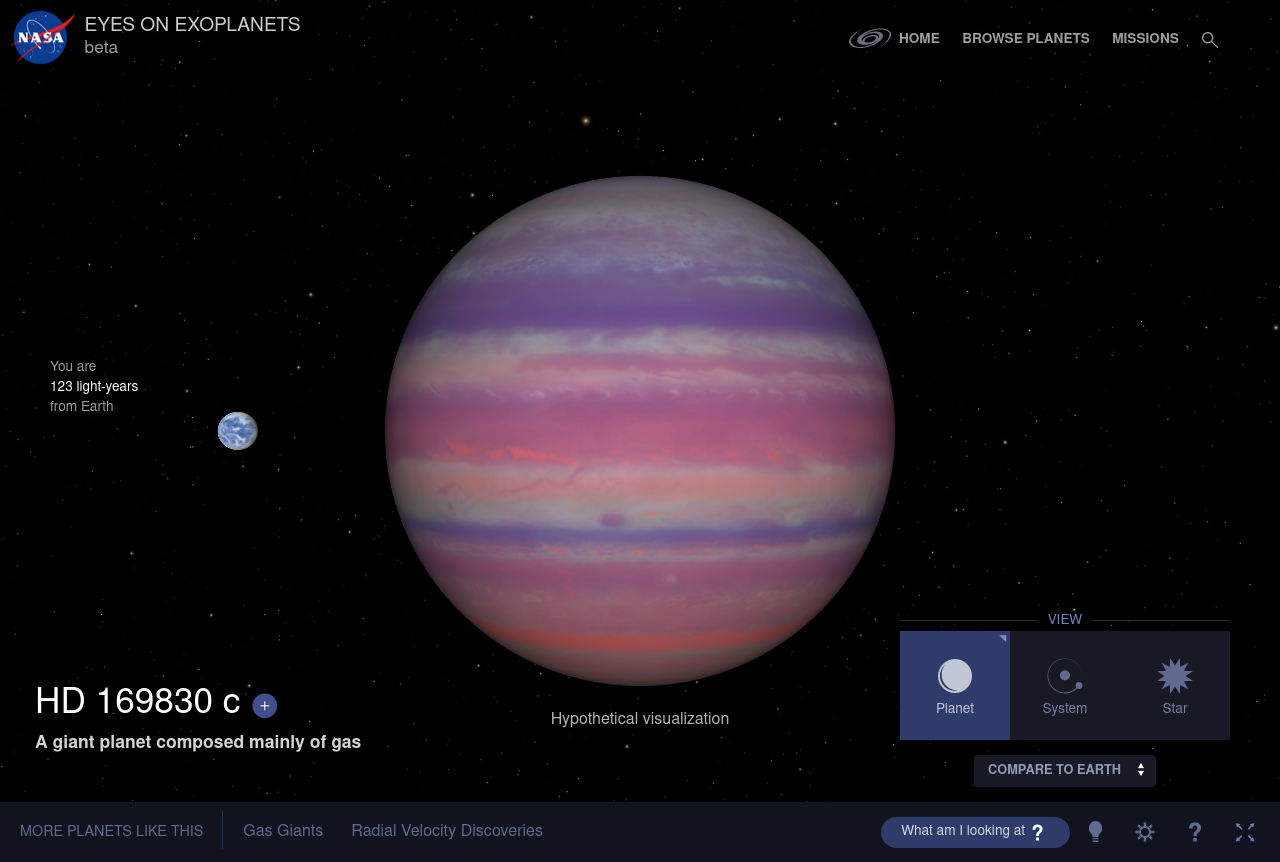 NASA
EYES ON EXOPLANETS
beta
HOME
BROWSE PLANETS
MISSIONS
You are
123 light-years
from Earth
HD 169830 c +
A giant planet composed mainly of gas
Hypothetical visualization
VIEW
Planet
System
Star
COMPARE TO EARTH
MORE PLANETS LIKE THIS
Gas Giants
Radial Velocity Discoveries
What am I looking at ?
?